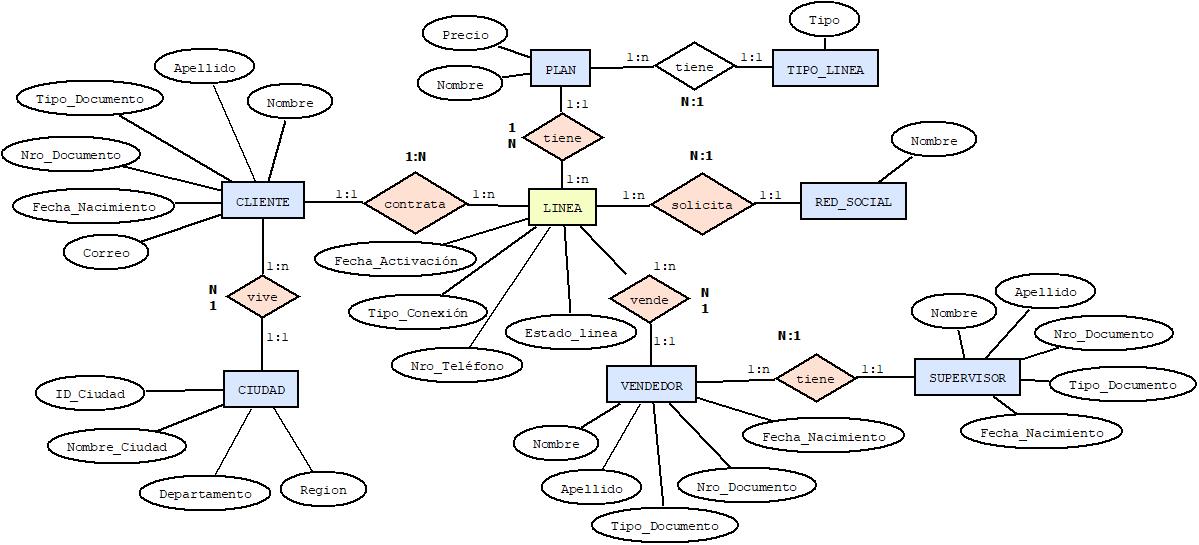 Tipo
Precio
1:n
tiene
1:1
PLAN
TIPO_LINEA
Apellido
Nombre
N:1
Tipo_Documento
Nombre
1:1
1
N
tiene
Nombre
Nro_Documento
1:N
N:1
1:n
Fecha_Nacimiento
CLIENTE
1:1
contrata
1:n
LINEA
1:n
solicita
1:1
RED_SOCIAL
Correo
Fecha_Activación
1:n
1:n
N
1
vive
Tipo_Conexión
vende
N
1
Apellido
Nombre
Estado_linea
Nro_Documento
1:1
1:1
N:1
Nro_Teléfono
1:n
tiene
1:1
SUPERVISOR
Tipo_Documento
ID_Ciudad
CIUDAD
VENDEDOR
Nombre_Ciudad
Nombre
Fecha_Nacimiento
Fecha_Nacimiento
Departamento
Region
Apellido
Nro_Documento
Tipo_Documento